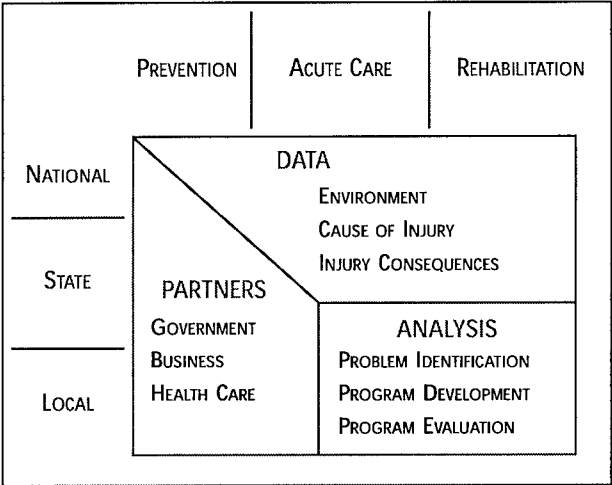 PREVENTION
ACUTE CARE
REHABILITATION
NATIONAL
STATE
LOCAL
DATA
ENVIRONMENT
CAUSE OF INJURY
INJURY CONSEQUENCES
PARTNERS
GOVERNMENT
BUSINESS
HEALTH CARE
ANALYSIS
PROBLEM IDENTIFICATION
PROGRAM DEVELOPMENT
PROGRAM EVALUATION